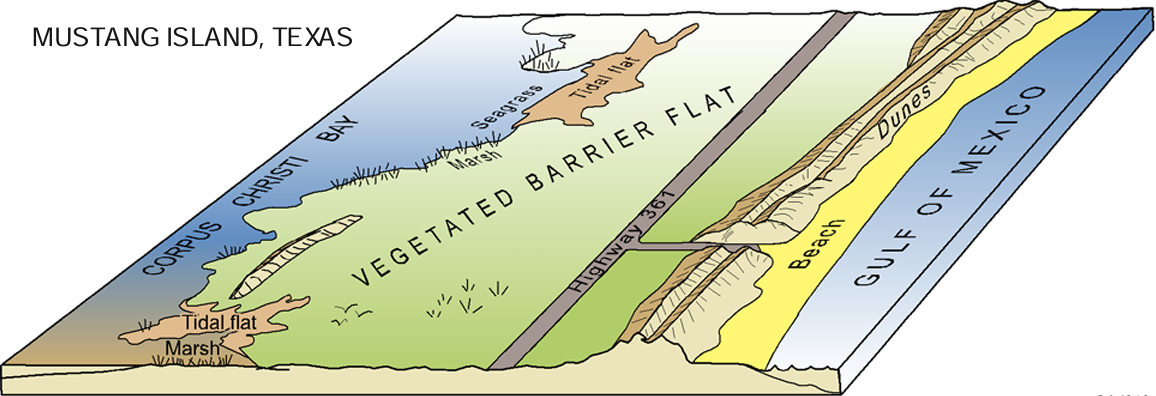 MUSTANG ISLAND, TEXAS
CORPUS CHRISTI BAY
Seagrass
Tidal flat
Marsh
VEGETATED BARRIER FLAT
Highway 361
Dunes
Beach
GULF OF MEXICO
Tidal flat
Marsh